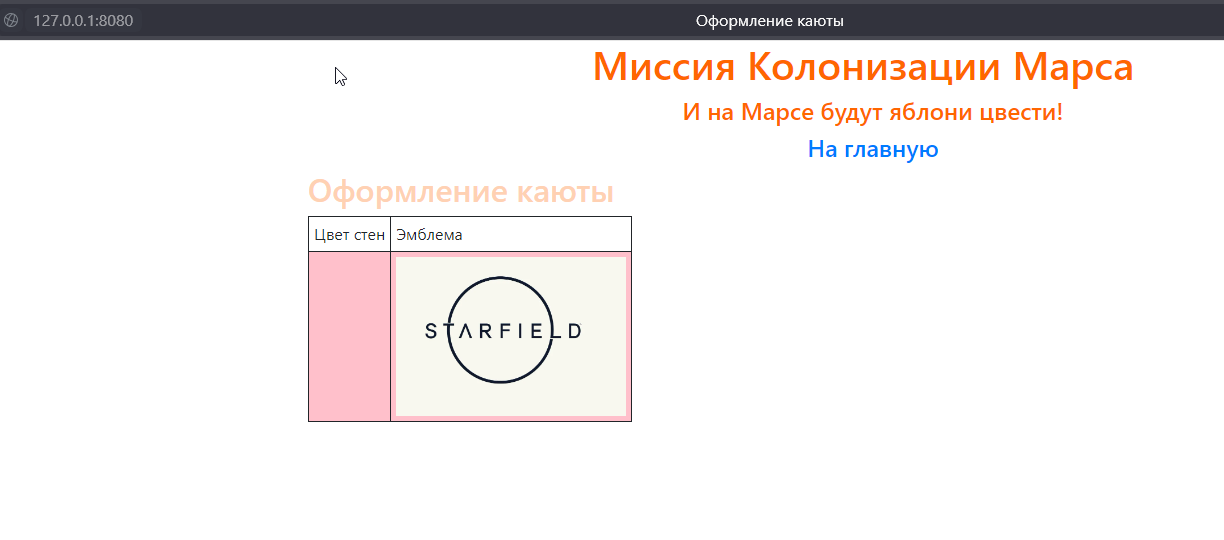 127.0.0.1:8080 Оформление каюты
Миссия Колонизации Марса
И на Марсе будут яблони цвести!
На главную
Оформление каюты
Цвет стен Эмблема
STARFIELD